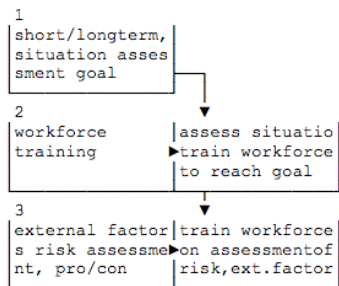 1
short/longterm,
situation asses
sment goal
2
workforce
training
assess situatio
train workforce
to reach goal
3
external factor
s risk assessme
nt, pro/con
train workforce
on assessmentof
risk,ext.factor